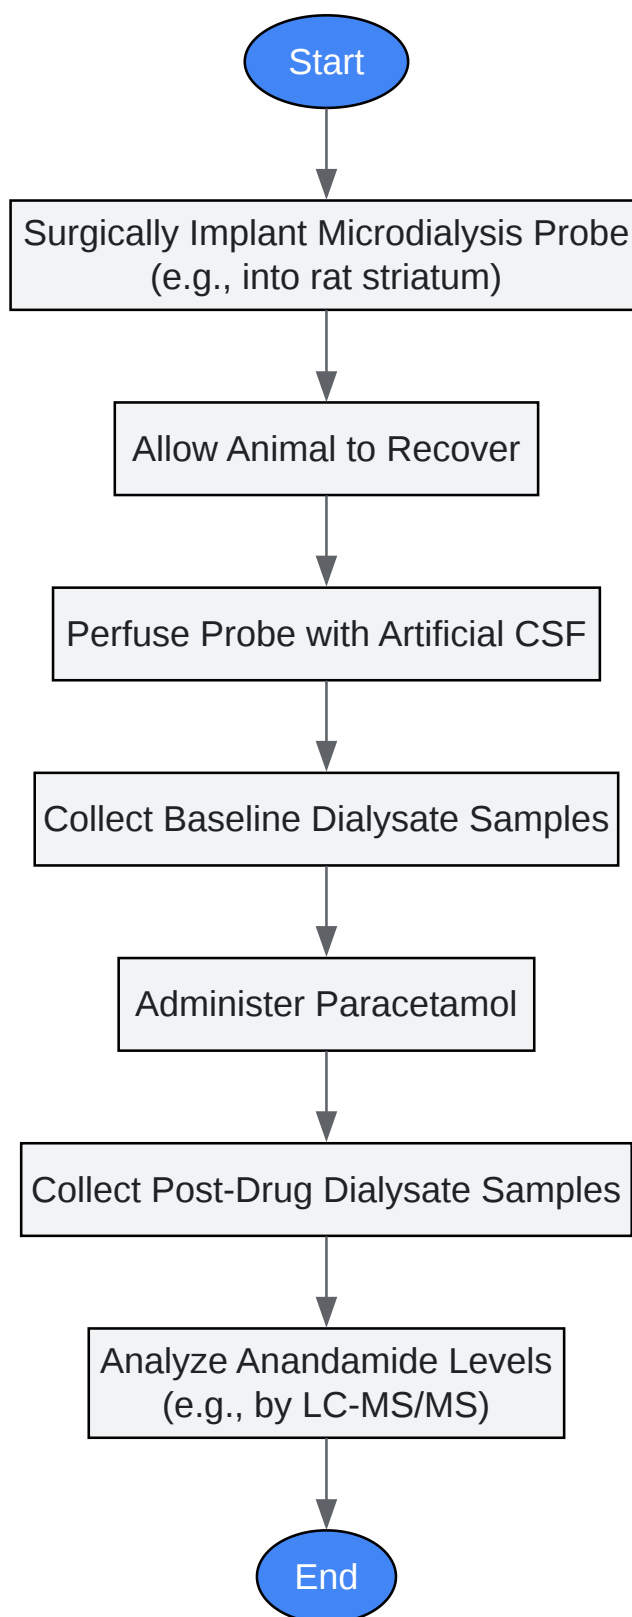 Start
Surgically Implant Microdialysis Probe
(e.g., into rat striatum)
Allow Animal to Recover
Perfuse Probe with Artificial CSF
Collect Baseline Dialysate Samples
Administer Paracetamol
Collect Post-Drug Dialysate Samples
Analyze Anandamide Levels
(e.g., by LC-MS/MS)
End